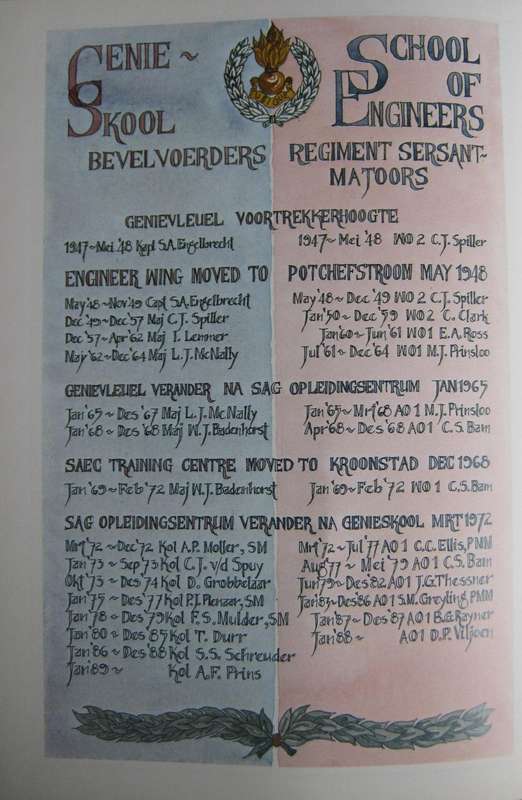 GENIE ~
SKOOL
BEVELVOERDERS
SCHOOL
OF
ENGINEERS
REGIMENT SERSANT-
MAJOORS
GENIEVLEUEL VOORTREKKERHOOGTE
1947~Mei '48 Kapt S.A. Engelbrecht
1947~Mei '48 WO 2 C.J. Spiller
ENGINEER WING MOVED TO POTCHEFSTROOM MAY 1948
May '48~Nov '49 Capt S.A. Engelbrecht
Dec '49~Dec '57 Maj C.J. Spiller
Dec '57~Apr '62 Maj I. Lemmer
May '62~Dec '64 Maj L.J. McNally
May '48~Dec '49 WO 2 C.J. Spiller
Jan '50~Dec '59 WO 2 C. Clark
Jan '60~Jun '61 WO 1 E.A. Ross
Jul '61~Dec '64 WO 1 M.J. Prinsloo
GENIEVLEUEL VERANDER NA SAG OPLEIDINGSENTRUM JAN 1965
Jan '65~Des '67 Maj L.J. McNally
Jan '68~Des '68 Maj W.J. Badenhorst
Jan '65~Mrt '68 AO 1 M.J. Prinsloo
Apr '68~Des '68 AO 1 C.S. Bam
SAEC TRAINING CENTRE MOVED TO KROONSTAD DEC 1968
Jan '69~Feb '72 Maj W.J. Badenhorst
Jan '69~Feb '72 WO 1 C.S. Bam
SAG OPLEIDINGSENTRUM VERANDER NA GENIESKOOL MRT 1972
Mrt '72~Dec '72 Kol A.P. Moller, SM
Jan '73~Sep '73 Kol C.J. v/d Spuy
Okt '73~Des '74 Kol D. Grobbelaar
Jan '75~Des '77 Kol P.J. Pienaar, SM
Jan '78~Des '79 Kol F.S. Mulder, SM
Jan '80~Des '85 Kol T. Durr
Jan '86~Des '88 Kol S.S. Schreuder
Jan '89~ Kol A.F. Prins
Mrt '72~Jul '77 AO 1 C.C. Ellis, PMM
Aug '77~Mei '79 AO 1 C.S. Bam
Jun '79~Des '82 AO 1 J.G. Thessner
Jan '83~Des '86 AO 1 S.M. Greyling, PMM
Jan '87~Des '87 AO 1 B.G. Rayner
Jan '88~ AO 1 D.P. Viljoen